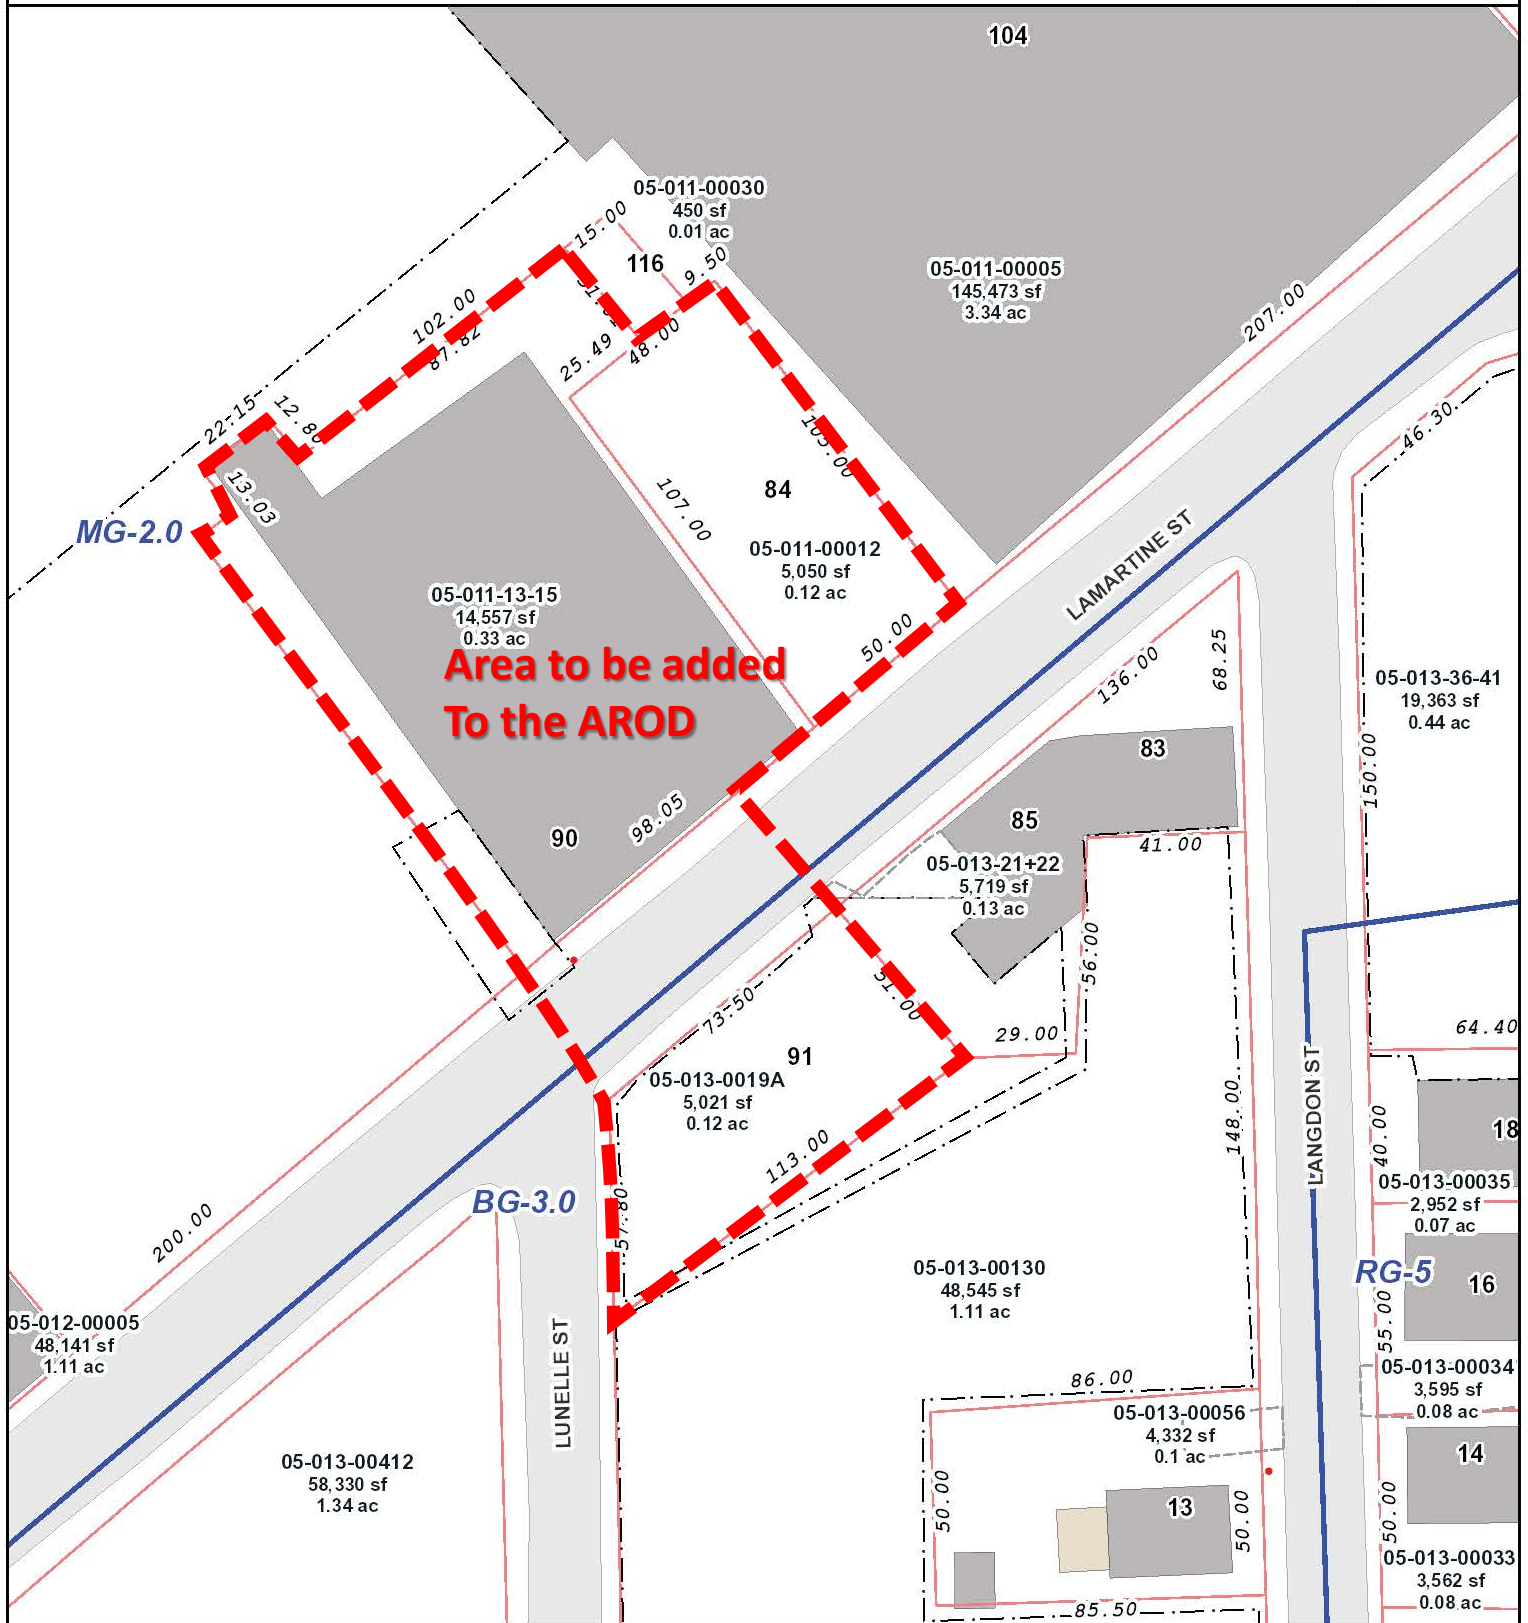 104
05-011-00030
450 sf
0.01 ac
15.00
116
9.50
05-011-00005
145,473 sf
3.34 ac
207.00
102.00
87.82
25.49
48.00
22.15
12.80
13.03
46.30
105.00
107.00
84
05-011-00012
5,050 sf
0.12 ac
MG-2.0
LAMARTINE ST
05-011-13-15
14,557 sf
0.33 ac
50.00
Area to be added
To the AROD
136.00
68.25
05-013-36-41
19,363 sf
0.44 ac
83
150.00
98.05
90
85
41.00
05-013-21+22
5,719 sf
0.13 ac
56.00
51.00
73.50
29.00
64.40
91
05-013-0019A
5,021 sf
0.12 ac
LANGDON ST
148.00
40.00
18
113.00
05-013-00035
2,952 sf
0.07 ac
BG-3.0
57.80
200.00
05-013-00130
48,545 sf
1.11 ac
RG-5
16
55.00
05-012-00005
48,141 sf
1.11 ac
LUNELLE ST
86.00
05-013-00034
3,595 sf
0.08 ac
05-013-00056
4,332 sf
0.1 ac
05-013-00412
58,330 sf
1.34 ac
14
50.00
13
50.00
50.00
05-013-00033
3,562 sf
0.08 ac
85.50